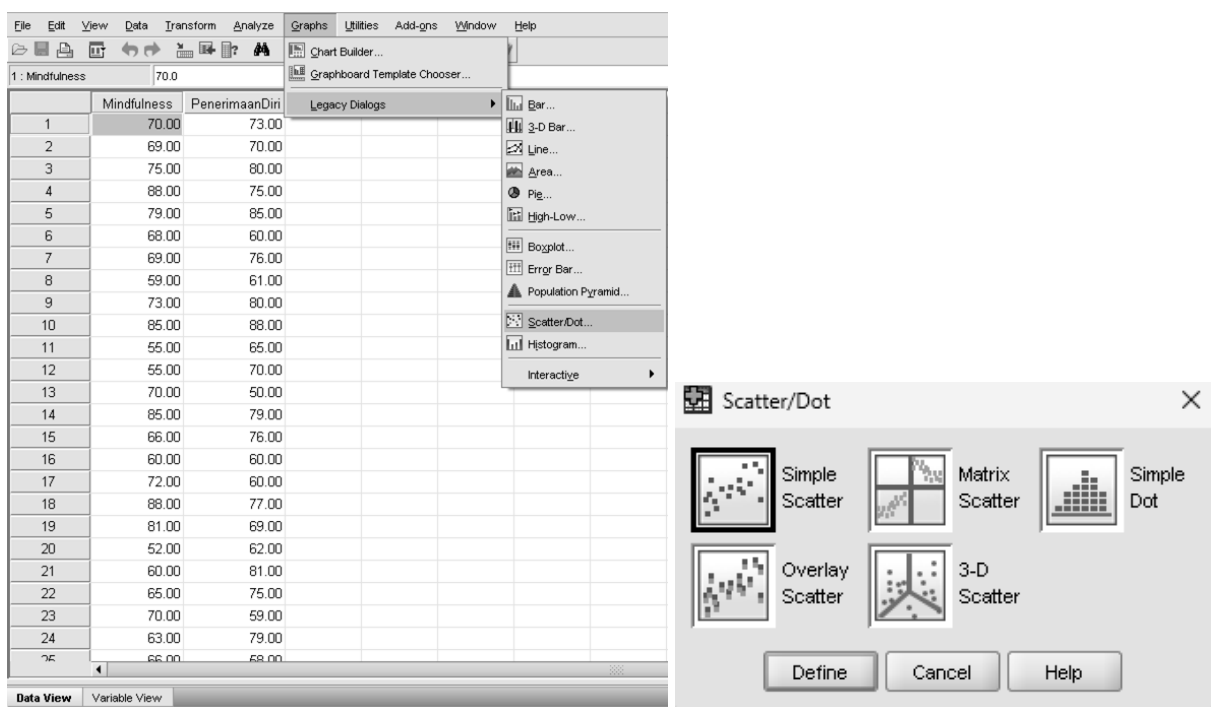 File Edit View Data Transform Analyze Graphs Utilities Add-ons Window Help
1 : Mindfulness 70.0
Mindfulness PenerimaanDiri
1 70.00 73.00
2 69.00 70.00
3 75.00 80.00
4 88.00 75.00
5 79.00 85.00
6 68.00 60.00
7 69.00 76.00
8 59.00 61.00
9 73.00 80.00
10 85.00 88.00
11 55.00 65.00
12 55.00 70.00
13 70.00 50.00
14 85.00 79.00
15 66.00 76.00
16 60.00 60.00
17 72.00 60.00
18 88.00 77.00
19 81.00 69.00
20 52.00 62.00
21 60.00 81.00
22 65.00 75.00
23 70.00 59.00
24 63.00 79.00
25 66.00 68.00
Data View Variable View
Chart Builder...
Graphboard Template Chooser...
Legacy Dialogs
Bar...
3-D Bar...
Line...
Area...
Pie...
High-Low...
Boxplot...
Error Bar...
Population Pyramid...
Scatter/Dot...
Histogram...
Interactive
Scatter/Dot
Simple Scatter
Matrix Scatter
Simple Dot
Overlay Scatter
3-D Scatter
Define Cancel Help